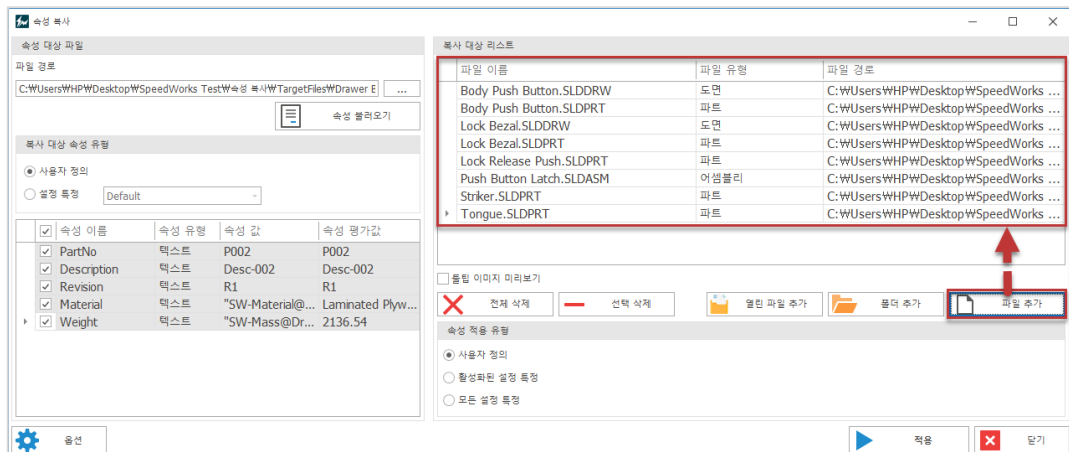 속성 복사
속성 대상 파일
파일 경로
C:₩Users₩HP₩Desktop₩SpeedWorks Test₩속성 복사₩TargetFiles₩Drawer E ...
속성 불러오기
복사 대상 속성 유형
사용자 정의
설정 특정 Default
속성 이름 속성 유형 속성 값 속성 평가값
PartNo 텍스트 P002 P002
Description 텍스트 Desc-002 Desc-002
Revision 텍스트 R1 R1
Material 텍스트 "SW-Material@... Laminated Plyw...
Weight 텍스트 "SW-Mass@Dr... 2136.54
옵션
복사 대상 리스트
파일 이름 파일 유형 파일 경로
Body Push Button.SLDDRW 도면 C:₩Users₩HP₩Desktop₩SpeedWorks ...
Body Push Button.SLDPRT 파트 C:₩Users₩HP₩Desktop₩SpeedWorks ...
Lock Bezal.SLDDRW 도면 C:₩Users₩HP₩Desktop₩SpeedWorks ...
Lock Bezal.SLDPRT 파트 C:₩Users₩HP₩Desktop₩SpeedWorks ...
Lock Release Push.SLDPRT 파트 C:₩Users₩HP₩Desktop₩SpeedWorks ...
Push Button Latch.SLDASM 어셈블리 C:₩Users₩HP₩Desktop₩SpeedWorks ...
Striker.SLDPRT 파트 C:₩Users₩HP₩Desktop₩SpeedWorks ...
Tongue.SLDPRT 파트 C:₩Users₩HP₩Desktop₩SpeedWorks ...
툴팁 이미지 미리보기
전체 삭제 선택 삭제 열린 파일 추가 폴더 추가 파일 추가
속성 적용 유형
사용자 정의
활성화된 설정 특정
모든 설정 특정
적용 닫기